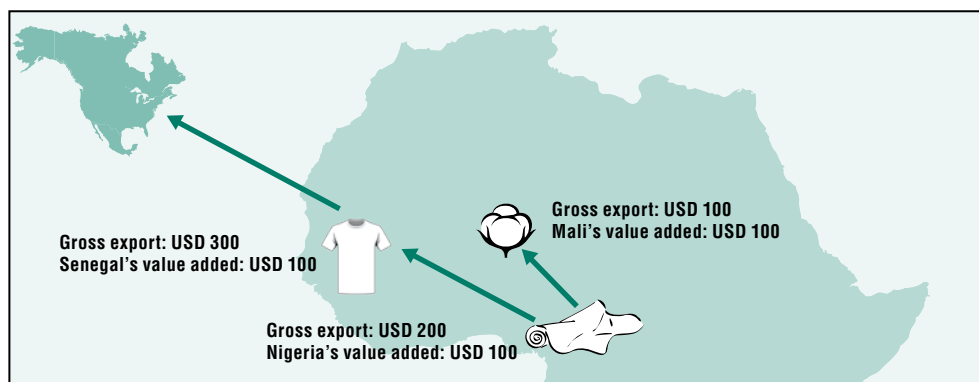 Gross export: USD 100
Mali’s value added: USD 100
Gross export: USD 300
Senegal’s value added: USD 100
Gross export: USD 200
Nigeria’s value added: USD 100